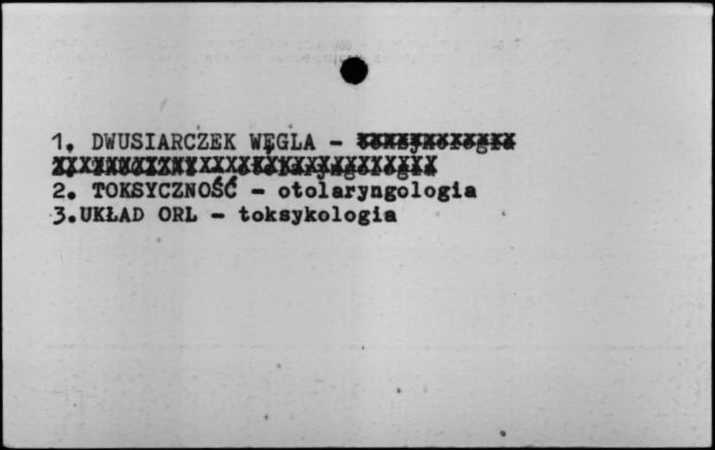 1. DWUSIARCZEK WĘGLA -
2. TOKSYCZNOŚĆ - otolaryngologia
3.UKŁAD ORL - toksykologia